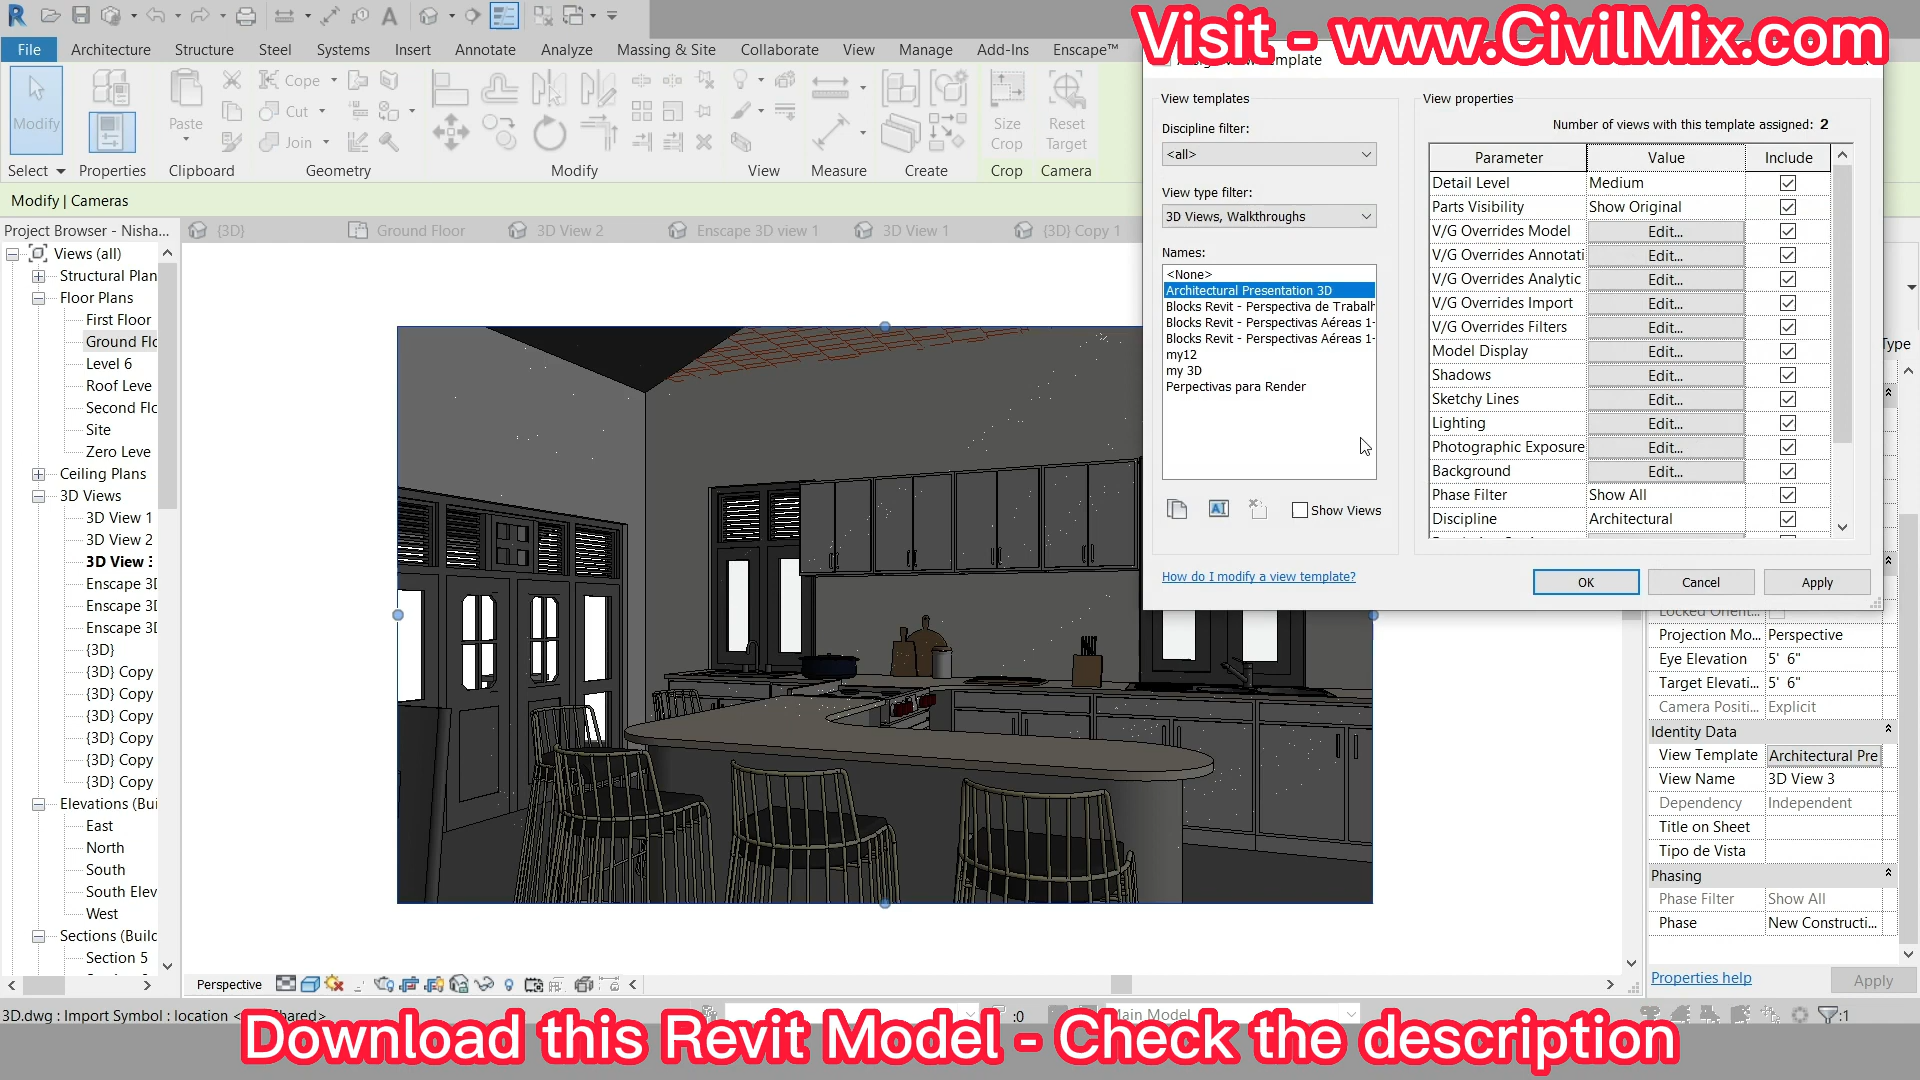 Visit - www.CivilMix.com
File Architecture Structure Steel Systems Insert Annotate Analyze Massing & Site Collaborate View Manage Add-Ins Enscape™
Modify
Paste
Cope
Cut
Join
Size Crop
Reset Target
Select Properties Clipboard Geometry Modify View Measure Create Crop Camera
Modify | Cameras
Project Browser - Nisha...
{3D} Ground Floor 3D View 2 Enscape 3D view 1 3D View 1 {3D} Copy 1
Views (all)
Structural Plan
Floor Plans
First Floor
Ground Flo
Level 6
Roof Leve
Second Flo
Site
Zero Leve
Ceiling Plans
3D Views
3D View 1
3D View 2
3D View 3
Enscape 3D
Enscape 3D
Enscape 3D
{3D}
{3D} Copy
{3D} Copy
{3D} Copy
{3D} Copy
{3D} Copy
{3D} Copy
Elevations (Bui
East
North
South
South Elev
West
Sections (Builc
Section 5
View templates
Discipline filter:
<all>
View type filter:
3D Views, Walkthroughs
Names:
<None>
Architectural Presentation 3D
Blocks Revit - Perspectiva de Trabalh
Blocks Revit - Perspectivas Aéreas 1-
Blocks Revit - Perspectivas Aéreas 1-
my12
my 3D
Perpectivas para Render
Show Views
How do I modify a view template?
View properties
Number of views with this template assigned: 2
Parameter Value Include
Detail Level Medium
Parts Visibility Show Original
V/G Overrides Model Edit...
V/G Overrides Annotati Edit...
V/G Overrides Analytic Edit...
V/G Overrides Import Edit...
V/G Overrides Filters Edit...
Model Display Edit...
Shadows Edit...
Sketchy Lines Edit...
Lighting Edit...
Photographic Exposure Edit...
Background Edit...
Phase Filter Show All
Discipline Architectural
OK Cancel Apply
Type
Locked Orient...
Projection Mo... Perspective
Eye Elevation 5' 6"
Target Elevati... 5' 6"
Camera Positi... Explicit
Identity Data
View Template Architectural Pre
View Name 3D View 3
Dependency Independent
Title on Sheet
Tipo de Vista
Phasing
Phase Filter Show All
Phase New Constructi...
Properties help Apply
Perspective
3D.dwg : Import Symbol : location < hared>
:0
Main Model
:1
Download this Revit Model - Check the description